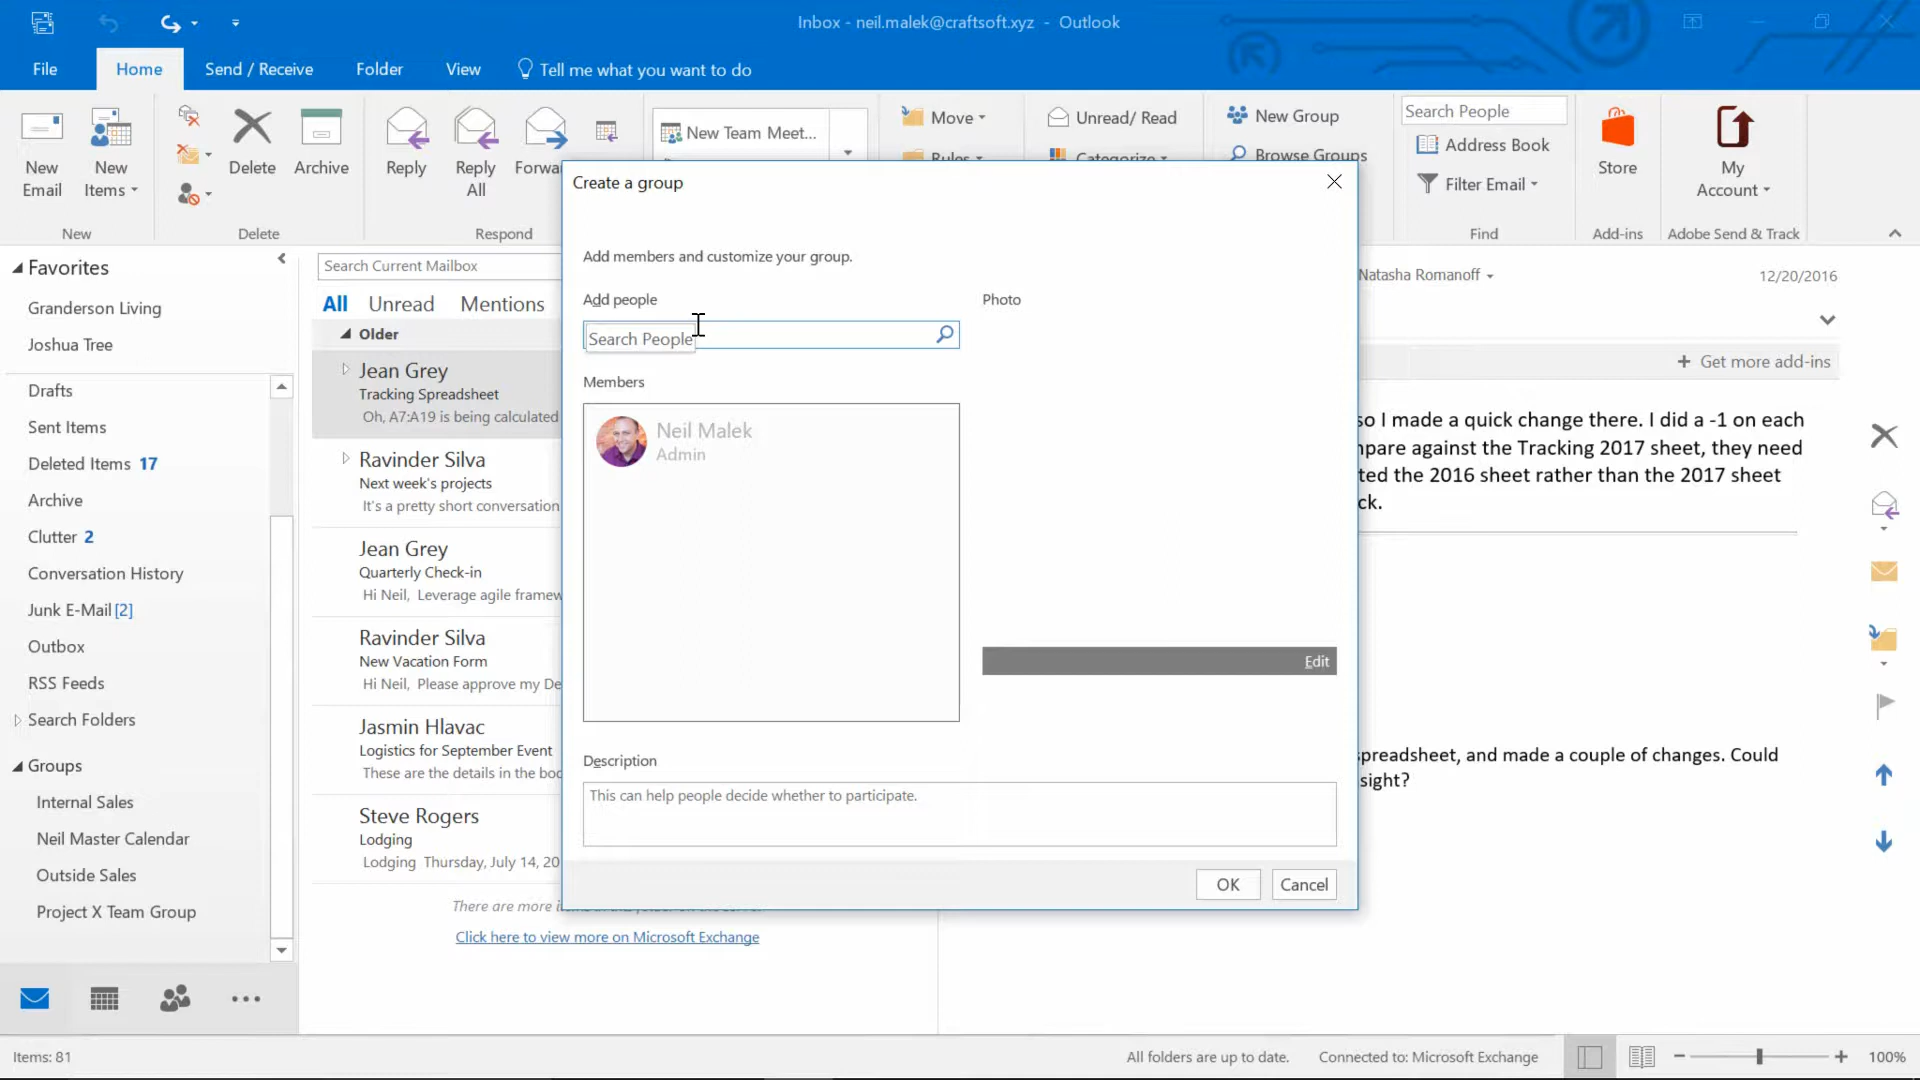 Inbox - neil.malek@craftsoft.xyz - Outlook
File
Home
Send / Receive
Folder
View
Tell me what you want to do
New Email
New Items
Delete
Archive
Reply
Reply All
New Team Meet...
Move
Unread/ Read
New Group
Browse Groups
Search People
Address Book
Filter Email
Store
My Account
New
Delete
Respond
Find
Add-ins
Adobe Send & Track
Favorites
Granderson Living
Joshua Tree
Drafts
Sent Items
Deleted Items 17
Archive
Clutter 2
Conversation History
Junk E-Mail [2]
Outbox
RSS Feeds
Search Folders
Groups
Internal Sales
Neil Master Calendar
Outside Sales
Project X Team Group
Search Current Mailbox
All Unread Mentions
Older
Jean Grey
Tracking Spreadsheet
Oh, A7:A19 is being calculated
Ravinder Silva
Next week's projects
It's a pretty short conversation
Jean Grey
Quarterly Check-in
Hi Neil, Leverage agile framew
Ravinder Silva
New Vacation Form
Hi Neil, Please approve my De
Jasmin Hlavac
Logistics for September Event
These are the details in the boo
Steve Rogers
Lodging
Lodging Thursday, July 14, 20
There are more
Click here to view more on Microsoft Exchange
Create a group
Add members and customize your group.
Add people
Search People
Members
Neil Malek
Admin
Photo
Edit
Description
This can help people decide whether to participate.
OK
Cancel
Natasha Romanoff
12/20/2016
+ Get more add-ins
so I made a quick change there. I did a -1 on each
npare against the Tracking 2017 sheet, they need
ted the 2016 sheet rather than the 2017 sheet
ck.
spreadsheet, and made a couple of changes. Could
sight?
Items: 81
All folders are up to date.
Connected to: Microsoft Exchange
100%